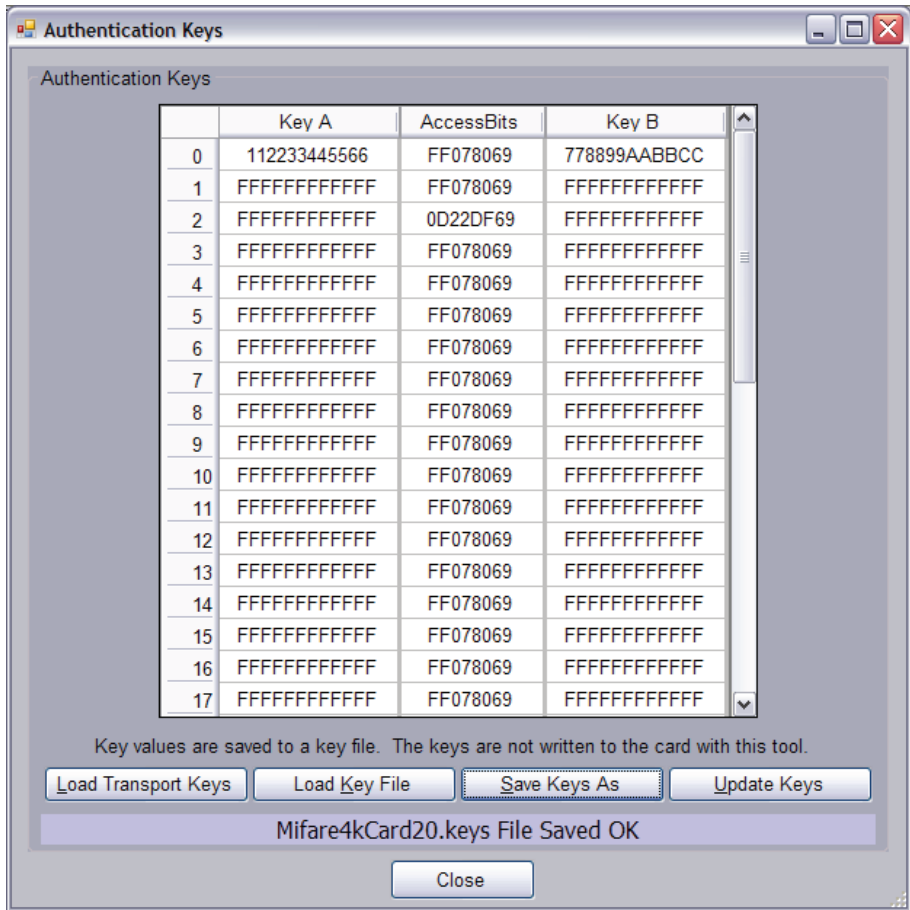 Authentication Keys
Authentication Keys
Key A AccessBits Key B
0 112233445566 FF078069 778899AABBCC
1 FFFFFFFFFFFF FF078069 FFFFFFFFFFFF
2 FFFFFFFFFFFF 0D22DF69 FFFFFFFFFFFF
3 FFFFFFFFFFFF FF078069 FFFFFFFFFFFF
4 FFFFFFFFFFFF FF078069 FFFFFFFFFFFF
5 FFFFFFFFFFFF FF078069 FFFFFFFFFFFF
6 FFFFFFFFFFFF FF078069 FFFFFFFFFFFF
7 FFFFFFFFFFFF FF078069 FFFFFFFFFFFF
8 FFFFFFFFFFFF FF078069 FFFFFFFFFFFF
9 FFFFFFFFFFFF FF078069 FFFFFFFFFFFF
10 FFFFFFFFFFFF FF078069 FFFFFFFFFFFF
11 FFFFFFFFFFFF FF078069 FFFFFFFFFFFF
12 FFFFFFFFFFFF FF078069 FFFFFFFFFFFF
13 FFFFFFFFFFFF FF078069 FFFFFFFFFFFF
14 FFFFFFFFFFFF FF078069 FFFFFFFFFFFF
15 FFFFFFFFFFFF FF078069 FFFFFFFFFFFF
16 FFFFFFFFFFFF FF078069 FFFFFFFFFFFF
17 FFFFFFFFFFFF FF078069 FFFFFFFFFFFF
Key values are saved to a key file. The keys are not written to the card with this tool.
Load Transport Keys Load Key File Save Keys As Update Keys
Mifare4kCard20.keys File Saved OK
Close